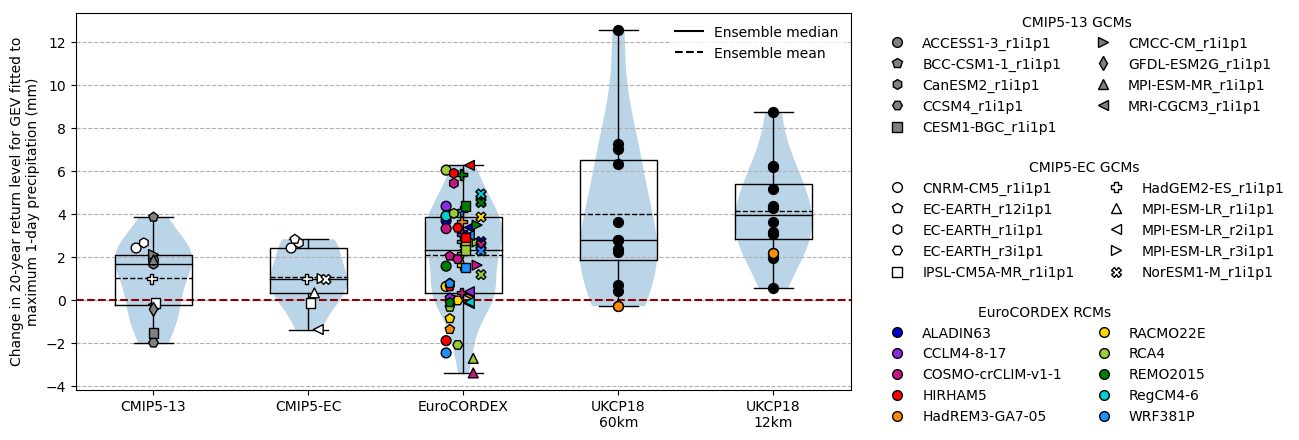 Change in 20-year return level for GEV fitted to
maximum 1-day precipitation (mm)
12
10
8
6
4
2
0
−2
−4
Ensemble median
Ensemble mean
CMIP5-13
CMIP5-EC
EuroCORDEX
UKCP18
60km
UKCP18
12km
CMIP5-13 GCMs
ACCESS1-3_r1i1p1
BCC-CSM1-1_r1i1p1
CanESM2_r1i1p1
CCSM4_r1i1p1
CESM1-BGC_r1i1p1
CMCC-CM_r1i1p1
GFDL-ESM2G_r1i1p1
MPI-ESM-MR_r1i1p1
MRI-CGCM3_r1i1p1
CMIP5-EC GCMs
CNRM-CM5_r1i1p1
EC-EARTH_r12i1p1
EC-EARTH_r1i1p1
EC-EARTH_r3i1p1
IPSL-CM5A-MR_r1i1p1
HadGEM2-ES_r1i1p1
MPI-ESM-LR_r1i1p1
MPI-ESM-LR_r2i1p1
MPI-ESM-LR_r3i1p1
NorESM1-M_r1i1p1
EuroCORDEX RCMs
ALADIN63
CCLM4-8-17
COSMO-crCLIM-v1-1
HIRHAM5
HadREM3-GA7-05
RACMO22E
RCA4
REMO2015
RegCM4-6
WRF381P